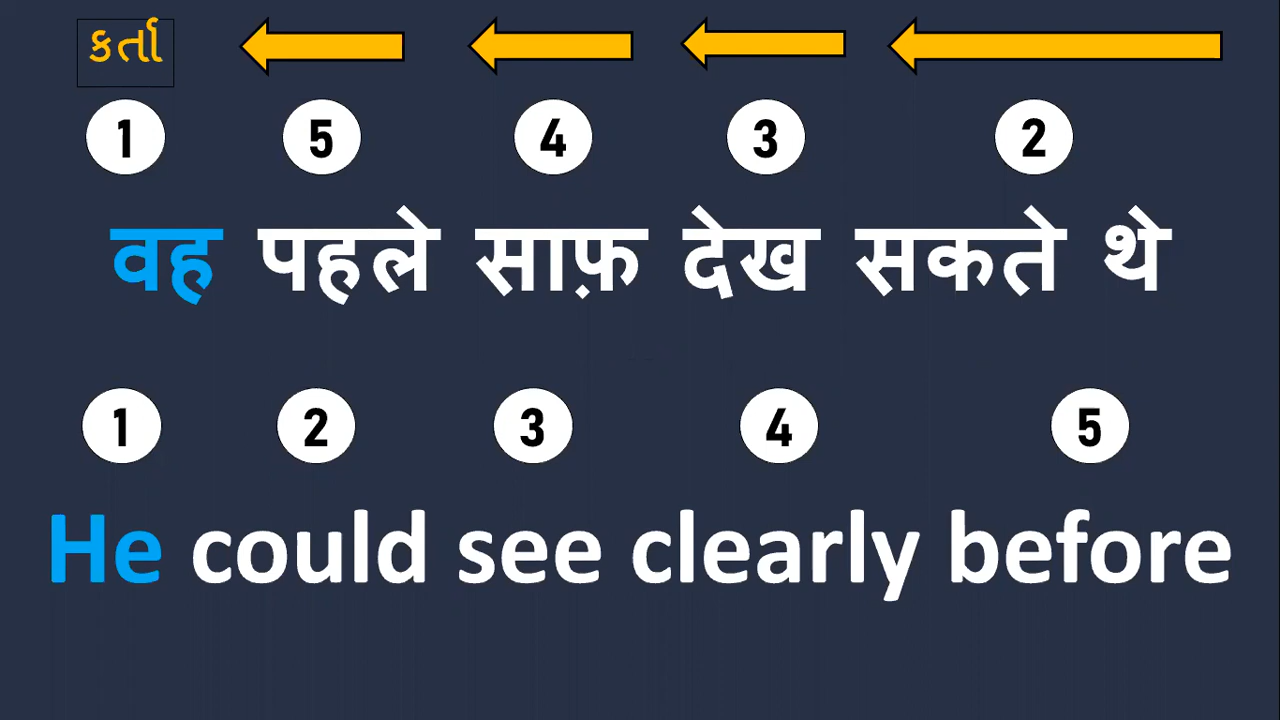 કર્તા
1 5 4 3 2
वह पहले साफ़ देख सकते थे
1 2 3 4 5
He could see clearly before